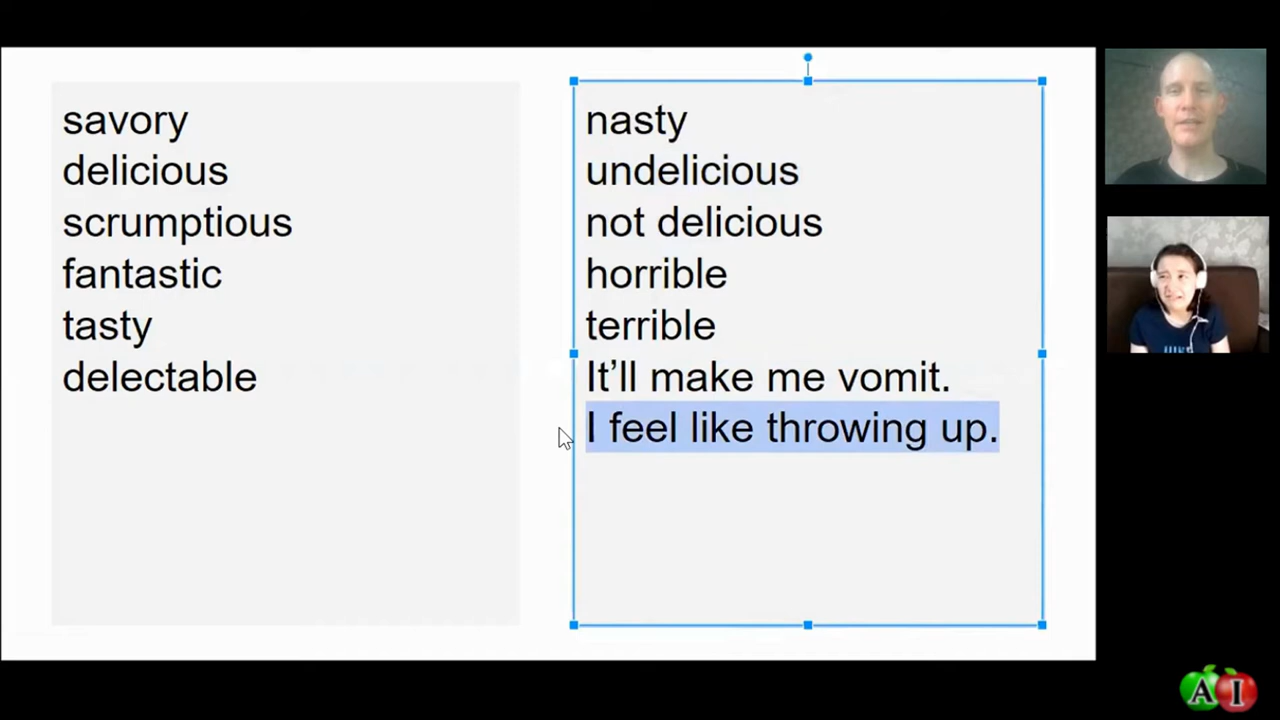 savory
delicious
scrumptious
fantastic
tasty
delectable
nasty
undelicious
not delicious
horrible
terrible
It’ll make me vomit.
I feel like throwing up.
A I